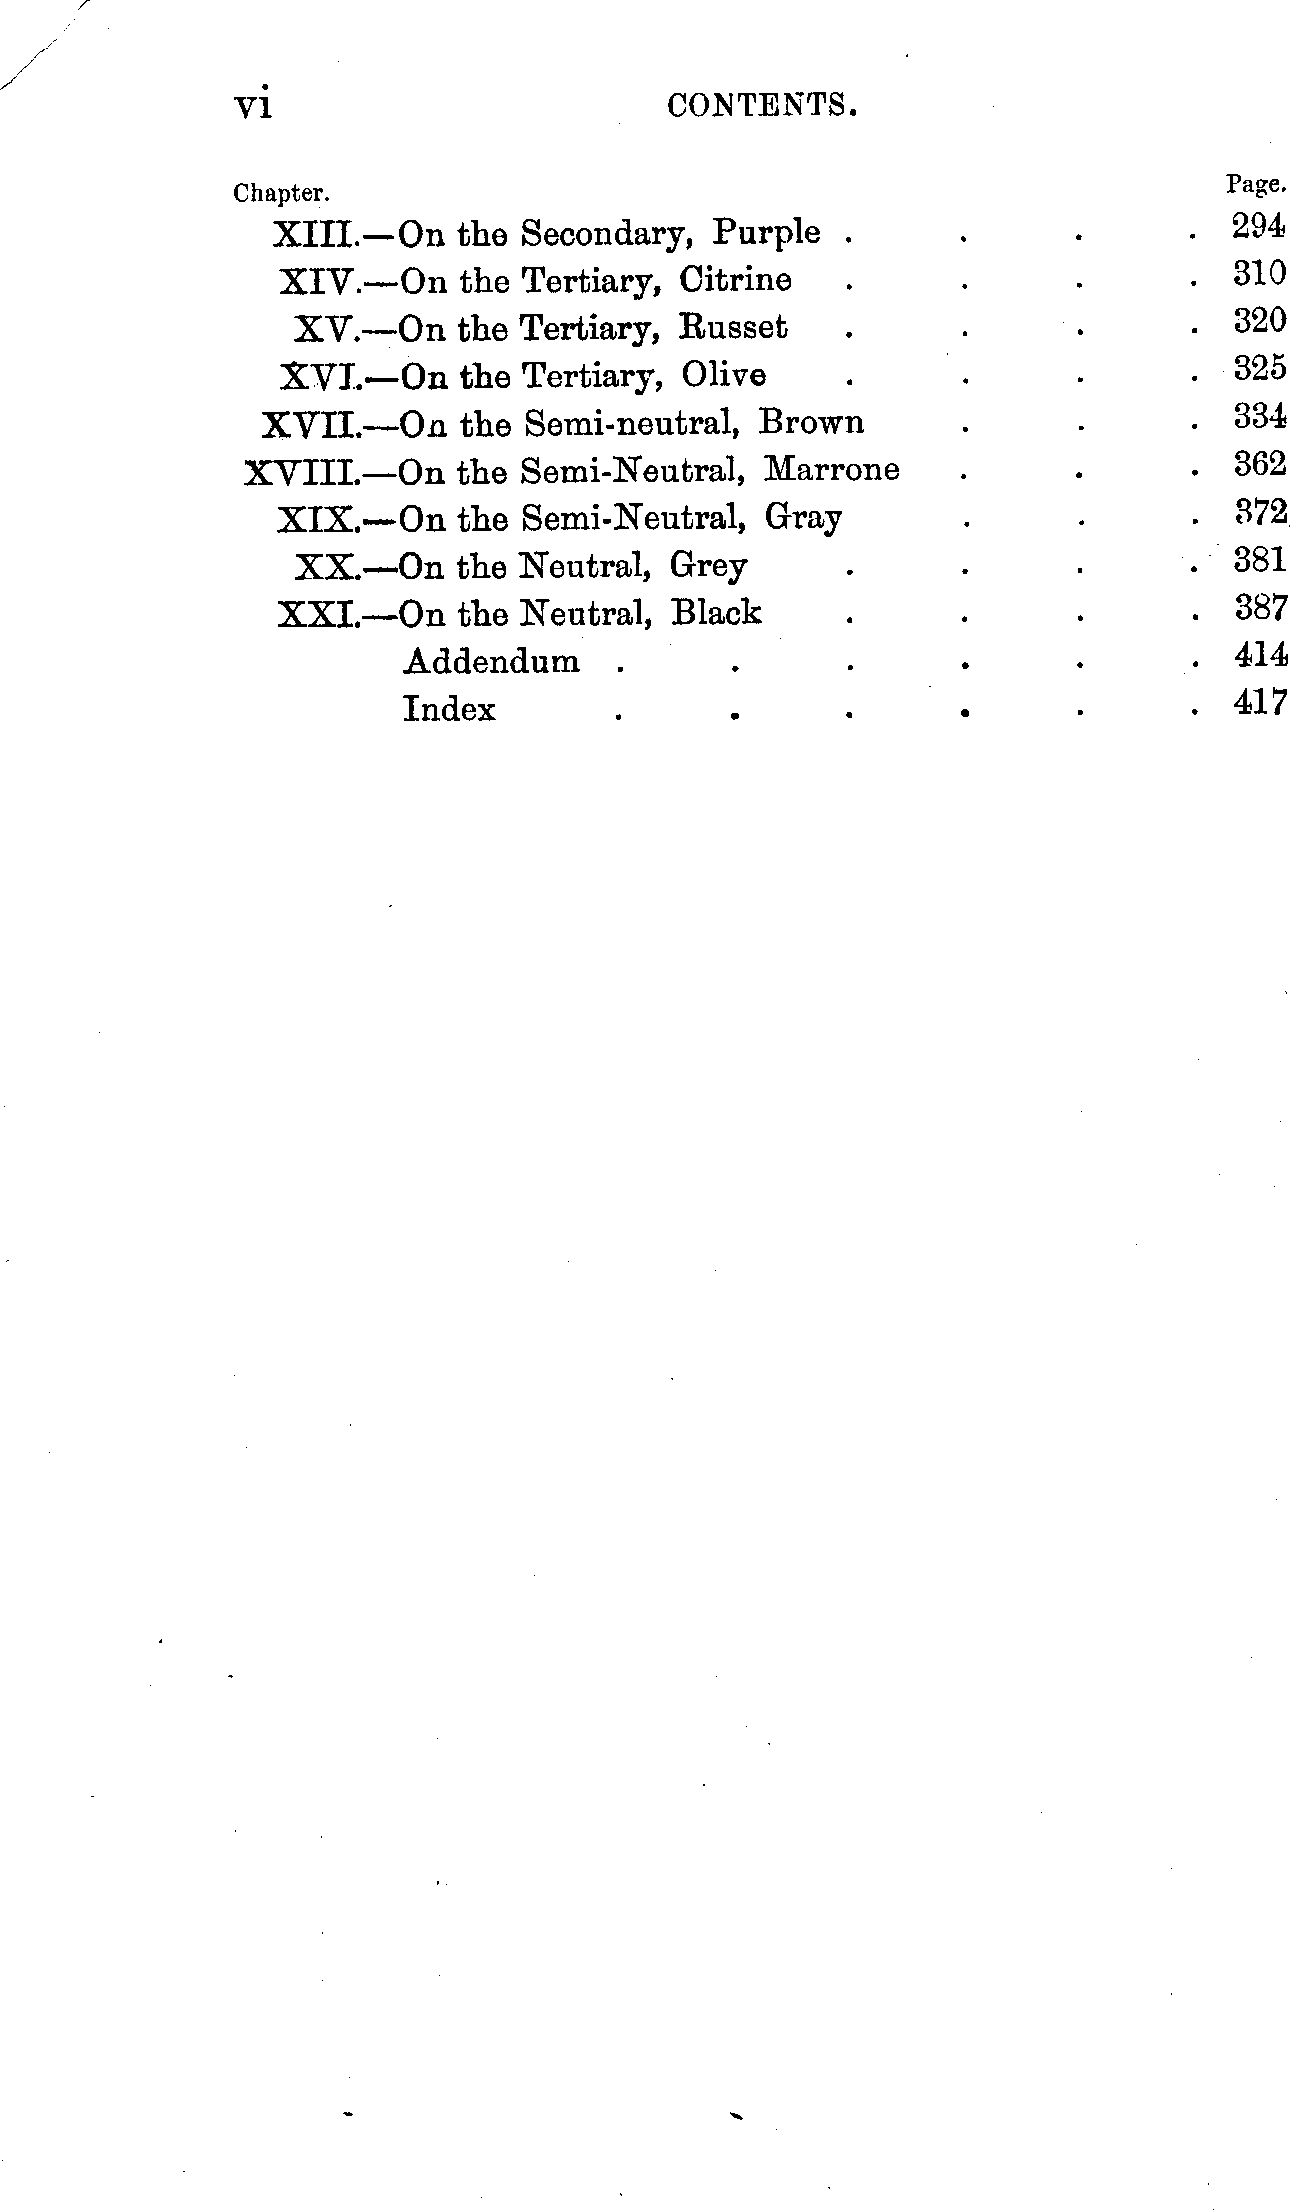 vi CONTENTS.
Chapter. Page.
XIII.—On the Secondary, Purple . . . . 294
XIV.—On the Tertiary, Citrine . . . . 310
XV.—On the Tertiary, Russet . . . . 320
XVI.—On the Tertiary, Olive . . . . 325
XVII.—On the Semi-neutral, Brown . . . 334
XVIII.—On the Semi-Neutral, Marrone . . . 362
XIX.—On the Semi-Neutral, Gray . . . 372
XX.—On the Neutral, Grey . . . . 381
XXI.—On the Neutral, Black . . . . 387
Addendum . . . . . . 414
Index . . . . . . 417